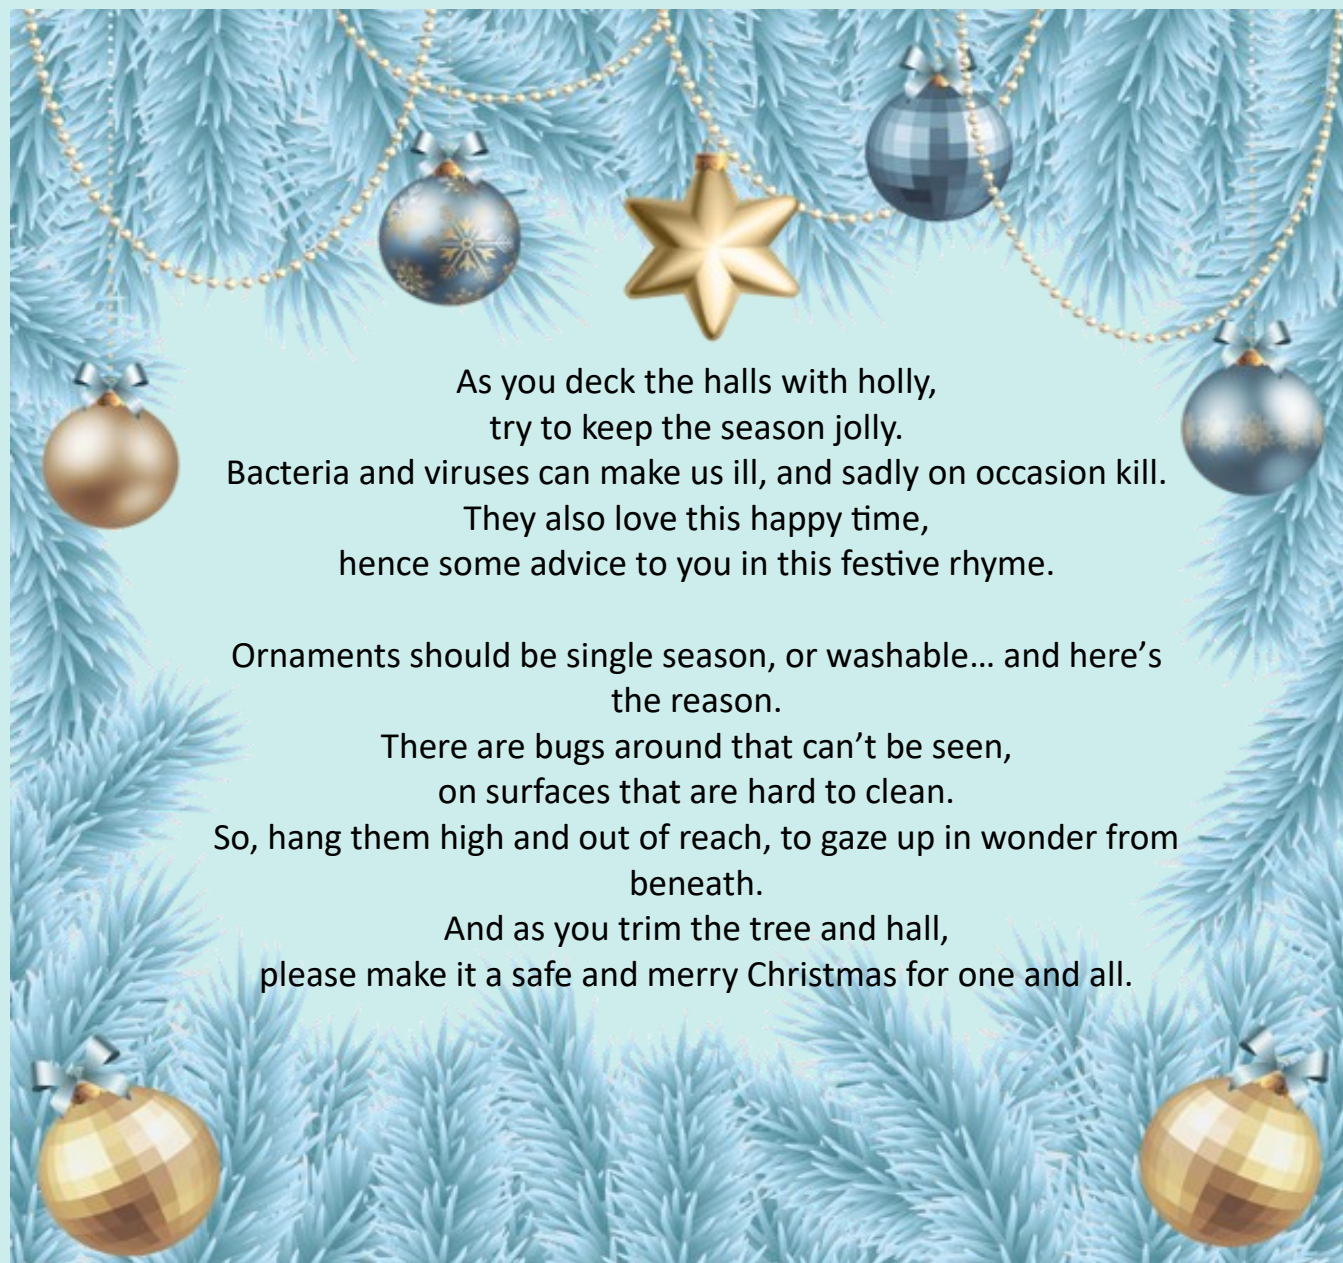 As you deck the halls with holly,
try to keep the season jolly.
Bacteria and viruses can make us ill, and sadly on occasion kill.
They also love this happy time,
hence some advice to you in this festive rhyme.
Ornaments should be single season, or washable… and here’s
the reason.
There are bugs around that can’t be seen,
on surfaces that are hard to clean.
So, hang them high and out of reach, to gaze up in wonder from
beneath.
And as you trim the tree and hall,
please make it a safe and merry Christmas for one and all.